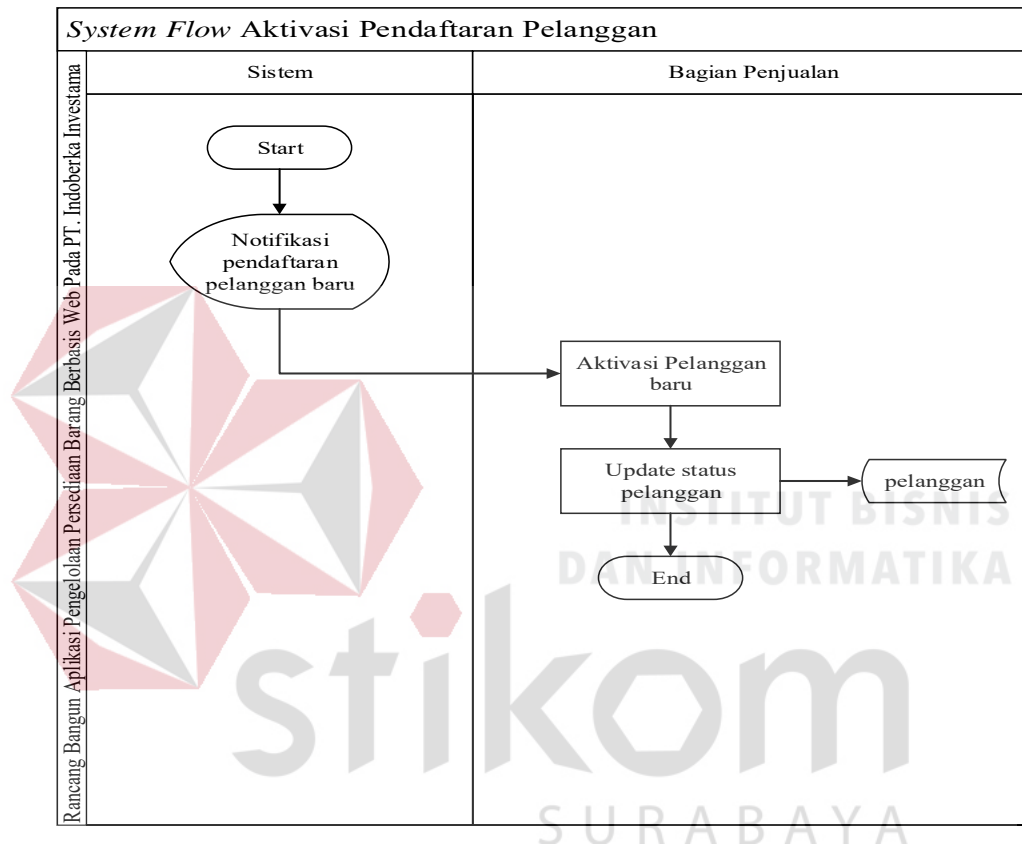 System Flow Aktivasi Pendaftaran Pelanggan
Rancang Bangun Aplikasi Pengelolaan Persediaan Barang Berbasis Web Pada PT. Indoberka Investama
Sistem
Bagian Penjualan
Start
Notifikasi
pendaftaran
pelanggan baru
Aktivasi Pelanggan
baru
Update status
pelanggan
pelanggan
End
INSTITUT BISNIS
DAN INFORMATIKA
stikom
SURABAYA